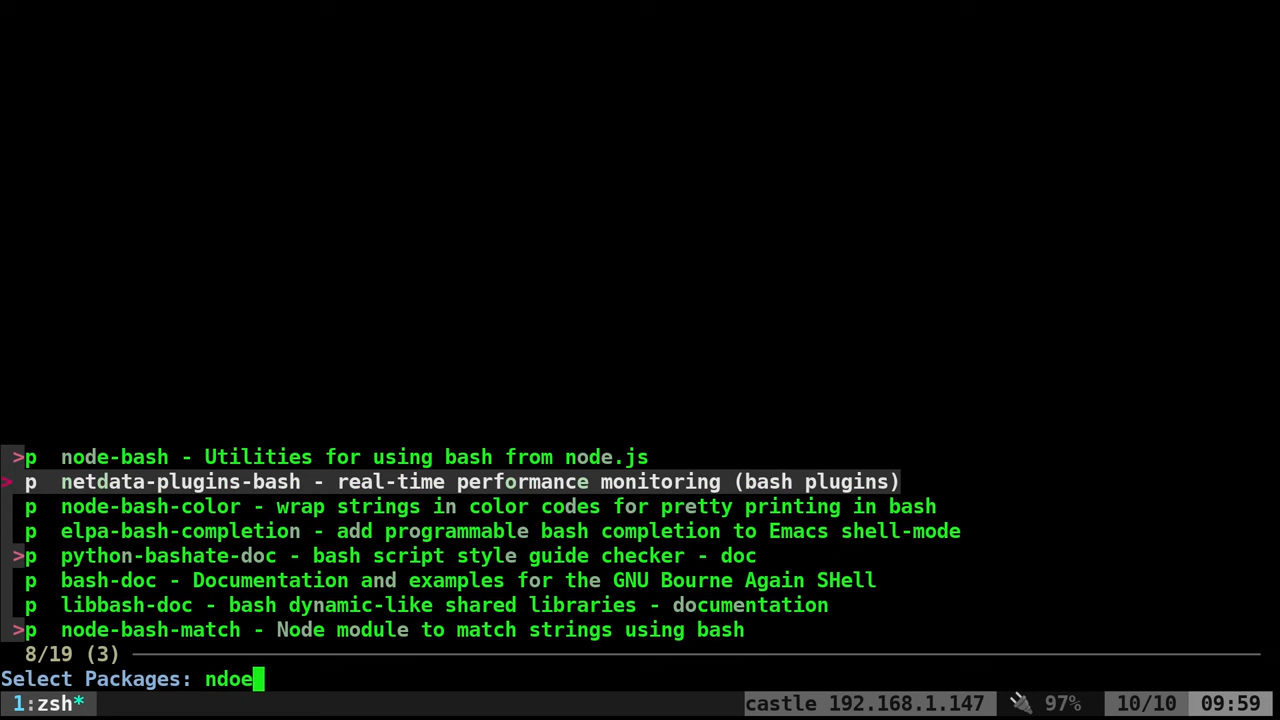 >p  node-bash - Utilities for using bash from node.js
> p  netdata-plugins-bash - real-time performance monitoring (bash plugins)
p  node-bash-color - wrap strings in color codes for pretty printing in bash
p  elpa-bash-completion - add programmable bash completion to Emacs shell-mode
>p  python-bashate-doc - bash script style guide checker - doc
p  bash-doc - Documentation and examples for the GNU Bourne Again SHell
p  libbash-doc - bash dynamic-like shared libraries - documentation
>p  node-bash-match - Node module to match strings using bash
8/19 (3)
Select Packages: ndoe
1:zsh* castle 192.168.1.147 🔌 97% 10/10 09:59